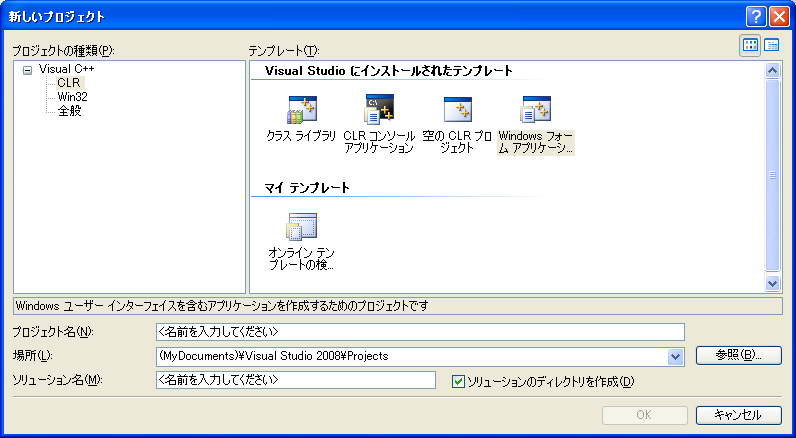 新しいプロジェクト
プロジェクトの種類(P):
テンプレート(T):
Visual C++
CLR
Win32
全般
Visual Studio にインストールされたテンプレート
クラス ライブラリ
CLR コンソール
アプリケーション
空の CLR プロ
ジェクト
Windows フォー
ム アプリケーシ...
マイ テンプレート
オンライン テン
プレートの検...
Windows ユーザー インターフェイスを含むアプリケーションを作成するためのプロジェクトです
プロジェクト名(N):
<名前を入力してください>
場所(L):
(MyDocuments)¥Visual Studio 2008¥Projects
参照(B)...
ソリューション名(M):
<名前を入力してください>
ソリューションのディレクトリを作成(D)
OK
キャンセル